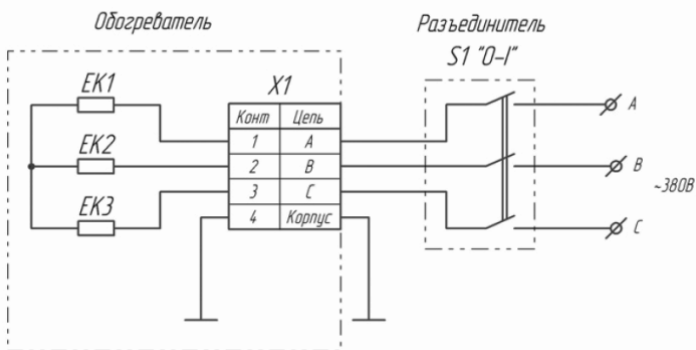 Обогреватель
Разъединитель
S1 "0-I"
EK1
EK2
EK3
X1
Конт Цепь
1 A
2 B
3 C
4 Корпус
A
B
C
~380В